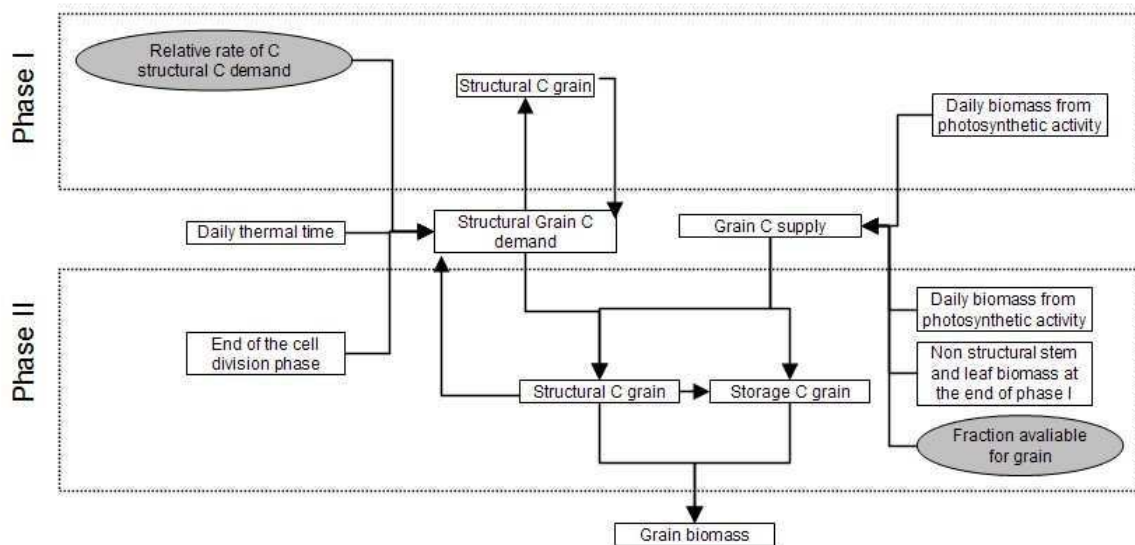 Phase I
Relative rate of C
structural C demand
Structural C grain
Daily biomass from
photosynthetic activity
Daily thermal time
Structural Grain C
demand
Grain C supply
Phase II
End of the cell
division phase
Daily biomass from
photosynthetic activity
Non structural stem
and leaf biomass at
the end of phase I
Structural C grain
Storage C grain
Fraction avaliable
for grain
Grain biomass